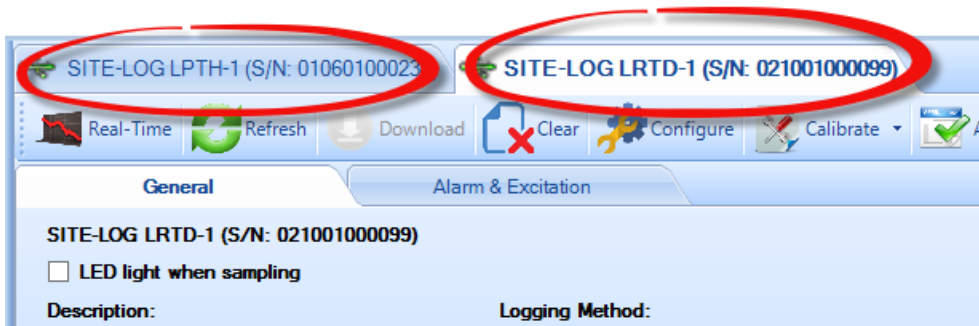 SITE-LOG LPTH-1 (S/N: 01060100023 SITE-LOG LRTD-1 (S/N: 021001000099)
Real-Time Refresh Download Clear Configure Calibrate
General Alarm & Excitation
SITE-LOG LRTD-1 (S/N: 021001000099)
LED light when sampling
Description: Logging Method: